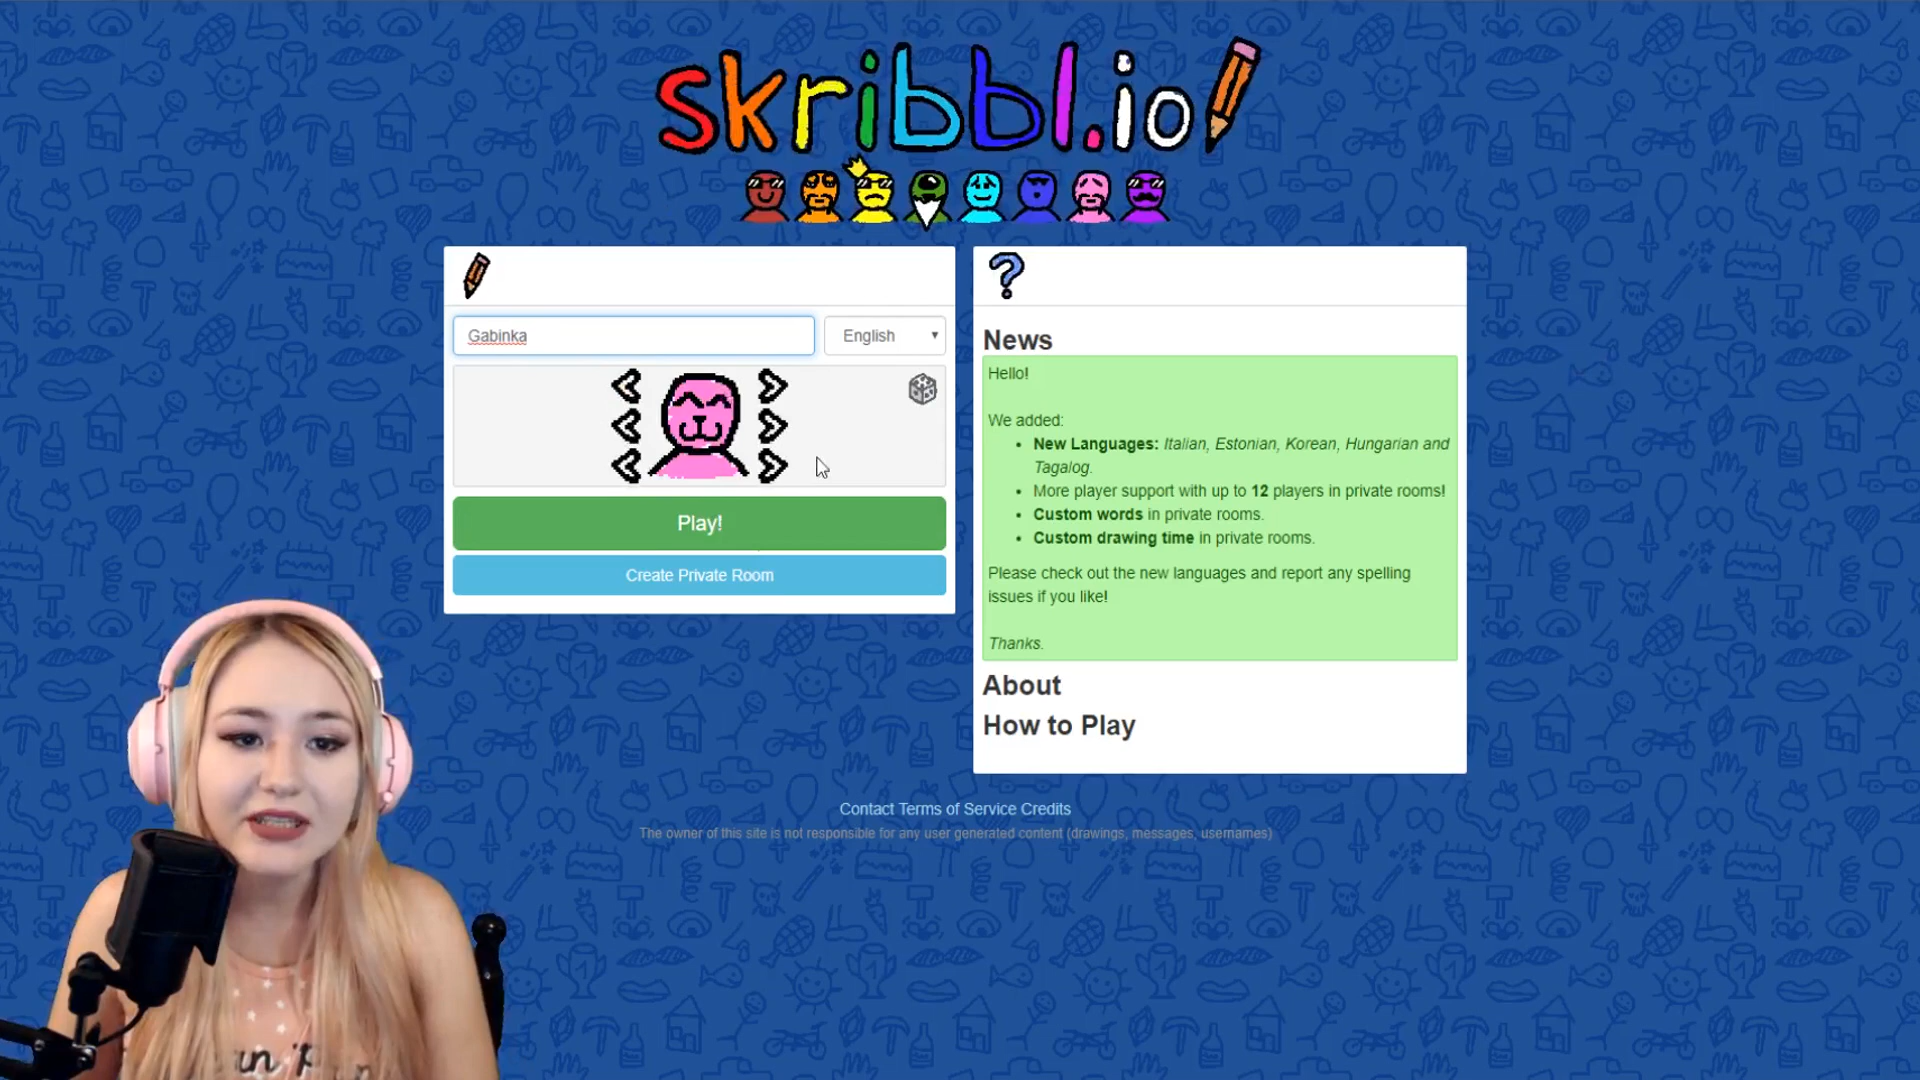 skribbl.io
Gabinka
English
Play!
Create Private Room
News
Hello!
We added:
New Languages: Italian, Estonian, Korean, Hungarian and
Tagalog.
More player support with up to 12 players in private rooms!
Custom words in private rooms.
Custom drawing time in private rooms.
Please check out the new languages and report any spelling
issues if you like!
Thanks.
About
How to Play
Contact Terms of Service Credits
The owner of this site is not responsible for any user generated content (drawings, messages, usernames)